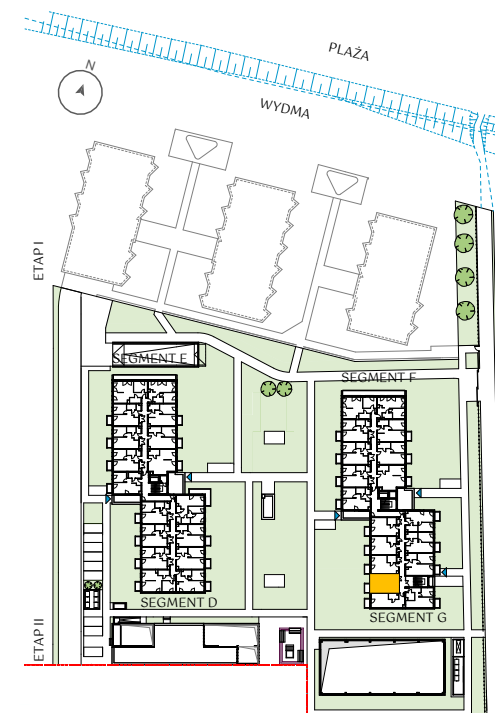 PLAŻA
N
WYDMA
ETAP I
SEGMENT E
SEGMENT F
SEGMENT D
SEGMENT G
ETAP II